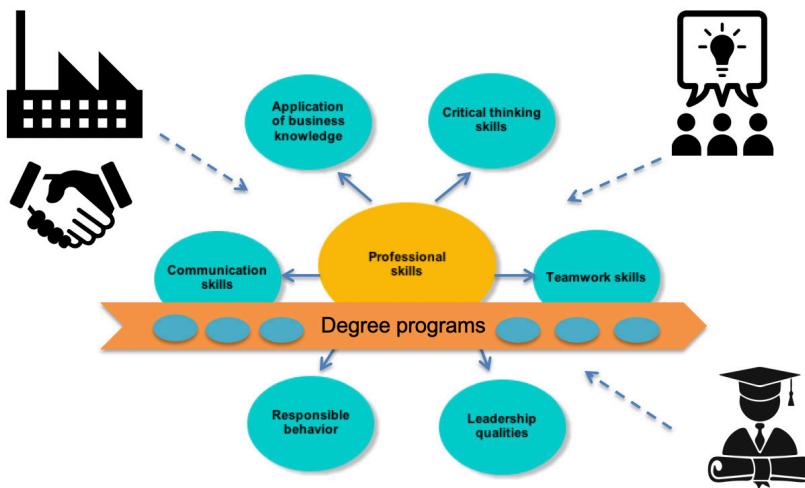 Application
of business
knowledge
Critical thinking
skills
Professional
skills
Communication
skills
Teamwork skills
Degree programs
Responsible
behavior
Leadership
qualities